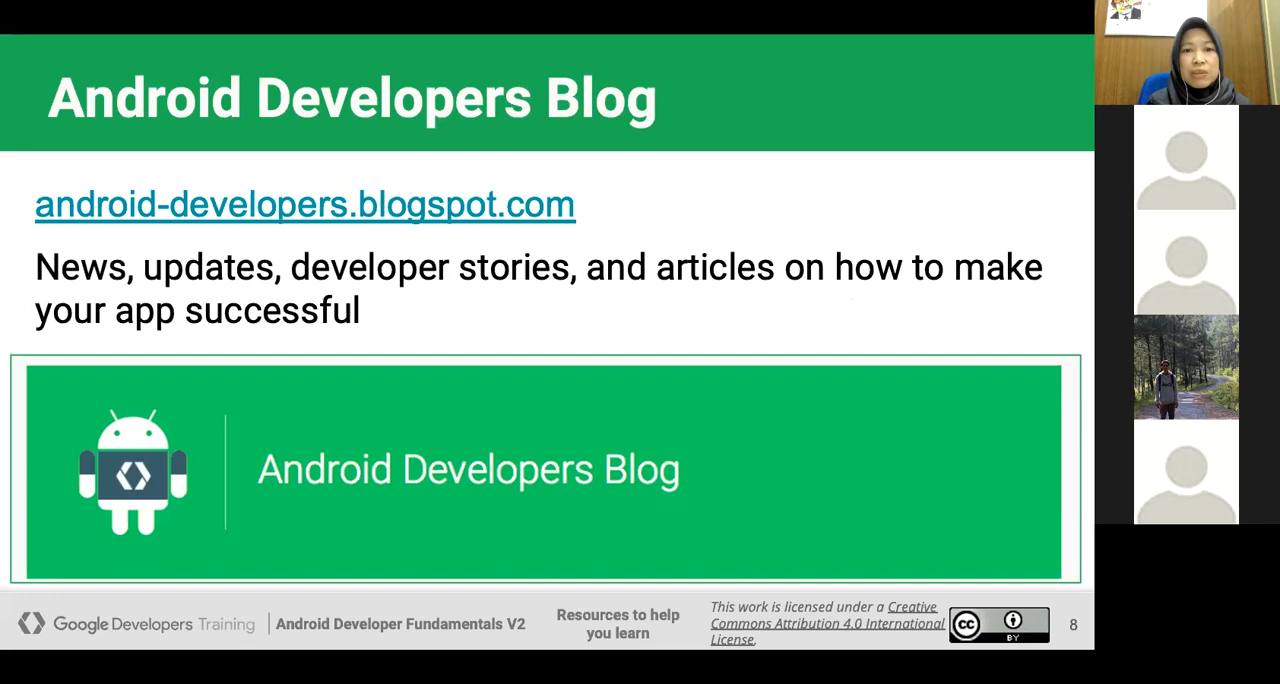 Android Developers Blog
android-developers.blogspot.com
News, updates, developer stories, and articles on how to make
your app successful
Android Developers Blog
Google Developers Training
Android Developer Fundamentals V2
Resources to help
you learn
This work is licensed under a Creative
Commons Attribution 4.0 International
License.
cc
BY
8